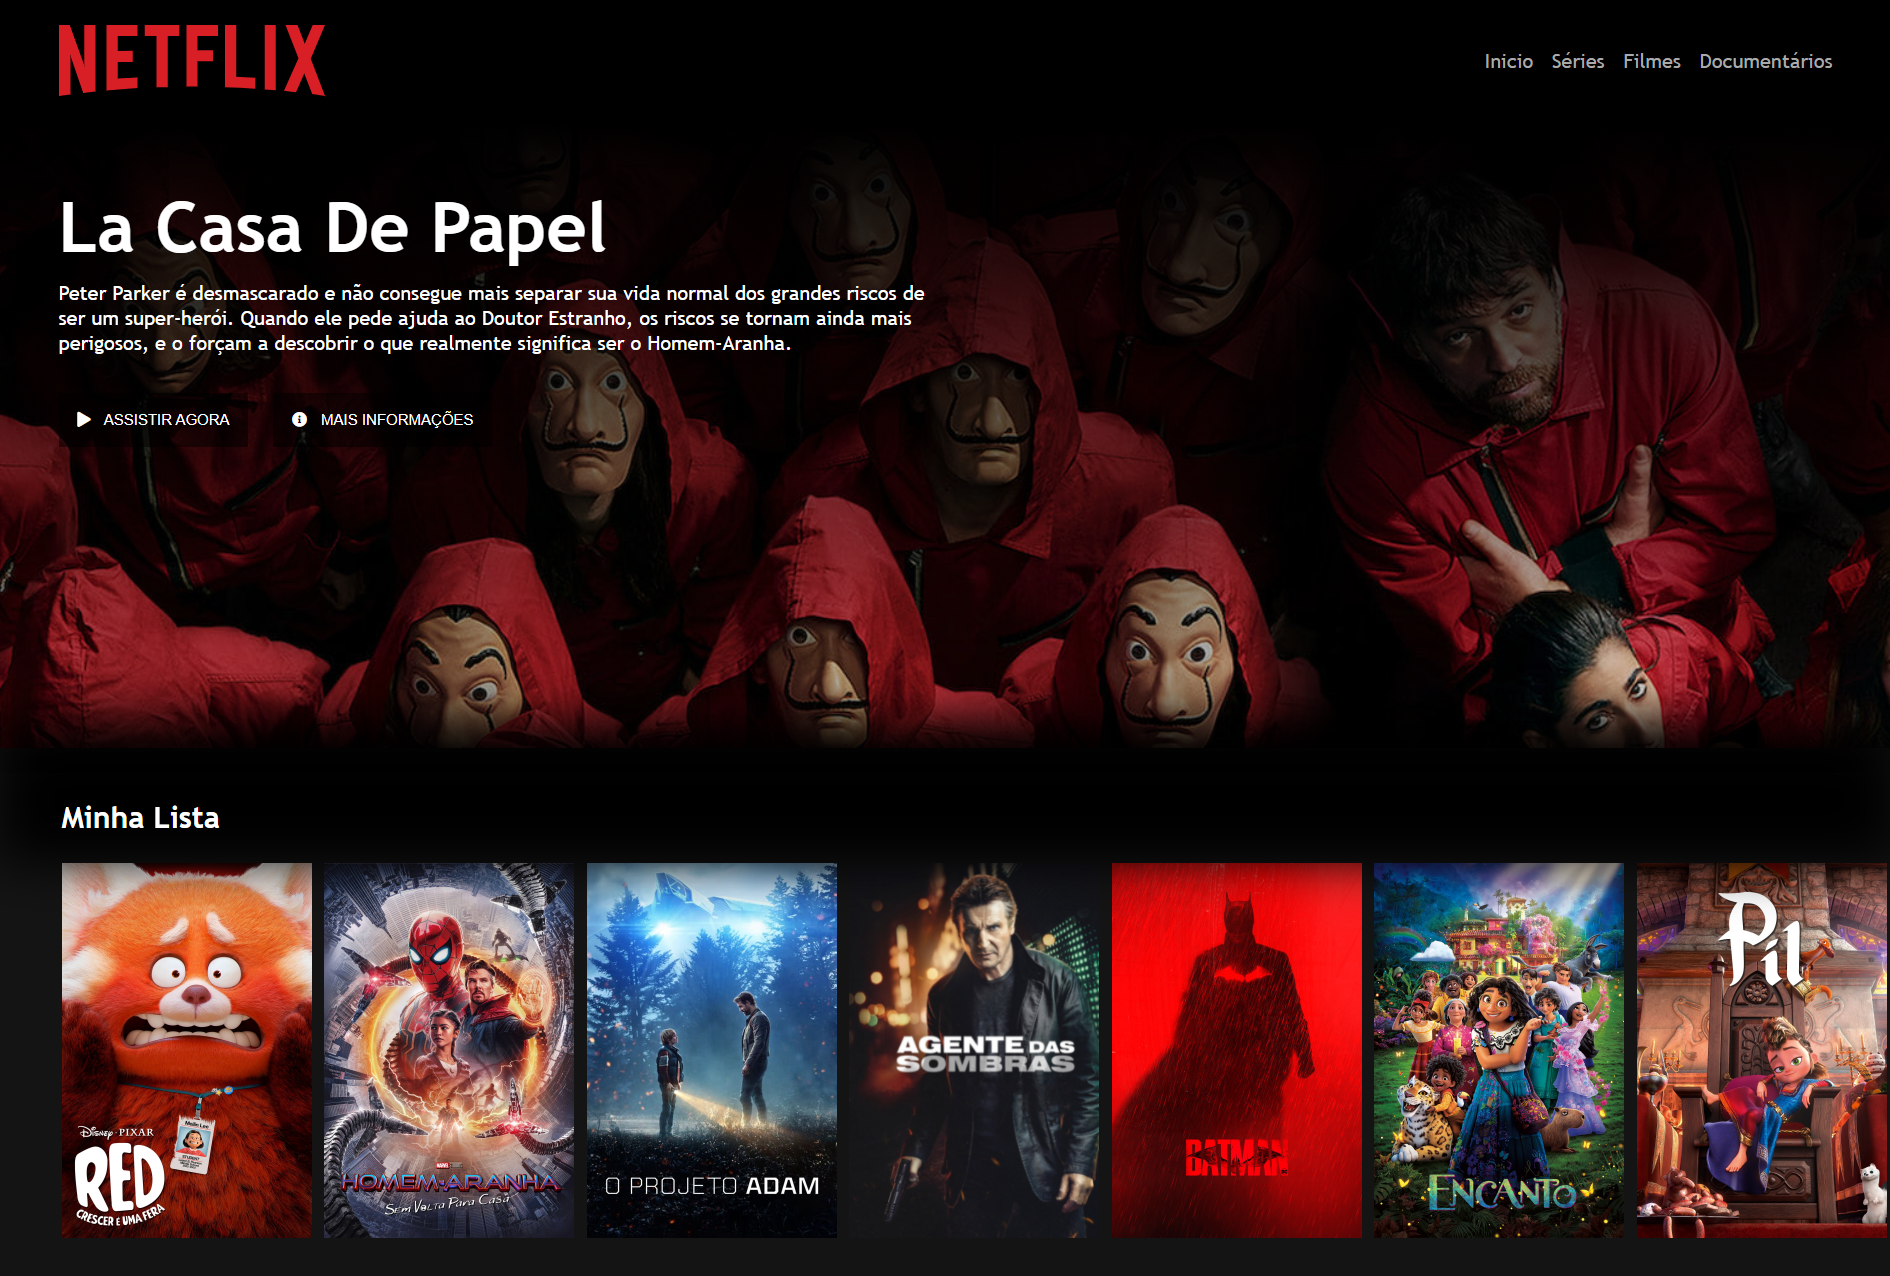 NETFLIX
Inicio Séries Filmes Documentários
La Casa De Papel
Peter Parker é desmascarado e não consegue mais separar sua vida normal dos grandes riscos de
ser um super-herói. Quando ele pede ajuda ao Doutor Estranho, os riscos se tornam ainda mais
perigosos, e o forçam a descobrir o que realmente significa ser o Homem-Aranha.
ASSISTIR AGORA MAIS INFORMAÇÕES
Minha Lista
Disney · PIXAR
RED
CRESCER É UMA FERA
Meilin Lee
STUDENT
MARVEL STUDIOS
HOMEM-ARANHA
Sem Volta Para Casa
O PROJETO ADAM
AGENTE DAS
SOMBRAS
BATMAN
ENCANTO
Pil